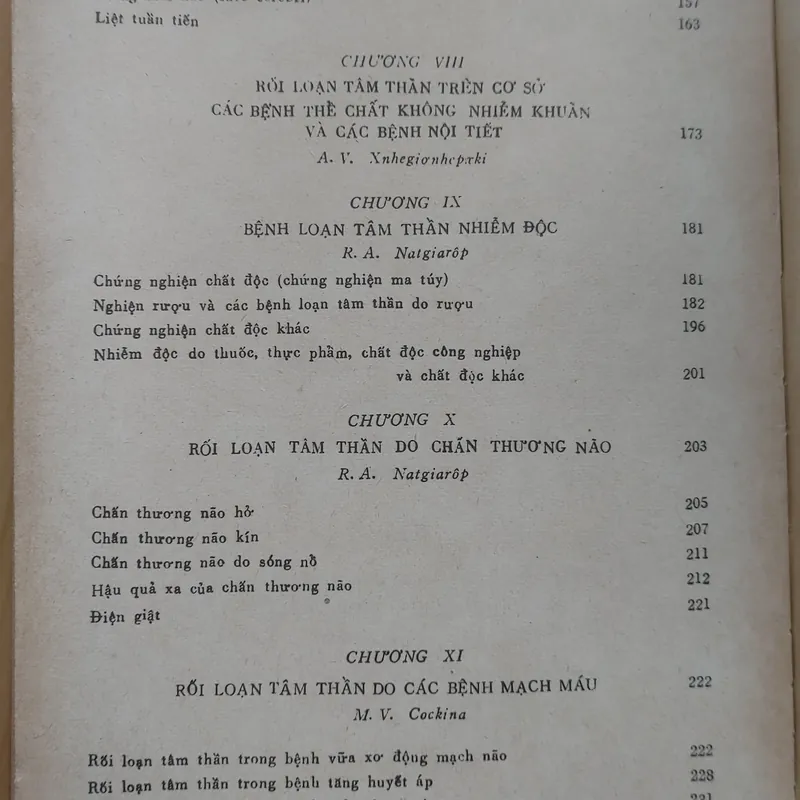 157
Liệt tuần tiến 163
CHƯƠNG VIII
RỐI LOẠN TÂM THẦN TRÊN CƠ SỞ
CÁC BỆNH THỂ CHẤT KHÔNG NHIỄM KHUẨN
VÀ CÁC BỆNH NỘI TIẾT 173
A. V. Xnhegiơnhepxki
CHƯƠNG IX
BỆNH LOẠN TÂM THẦN NHIỄM ĐỘC 181
R. A. Natgiarôp
Chứng nghiện chất độc (chứng nghiện ma túy) 181
Nghiện rượu và các bệnh loạn tâm thần do rượu 182
Chứng nghiện chất độc khác 196
Nhiễm độc do thuốc, thực phẩm, chất độc công nghiệp
và chất độc khác 201
CHƯƠNG X
RỐI LOẠN TÂM THẦN DO CHẤN THƯƠNG NÃO 203
R. A. Natgiarôp
Chấn thương não hở 205
Chấn thương não kín 207
Chấn thương não do sóng nổ 211
Hậu quả xa của chấn thương não 212
Điện giật 221
CHƯƠNG XI
RỐI LOẠN TÂM THẦN DO CÁC BỆNH MẠCH MÁU 222
M. V. Cockina
Rối loạn tâm thần trong bệnh vữa xơ động mạch não 222
Rối loạn tâm thần trong bệnh tăng huyết áp 228